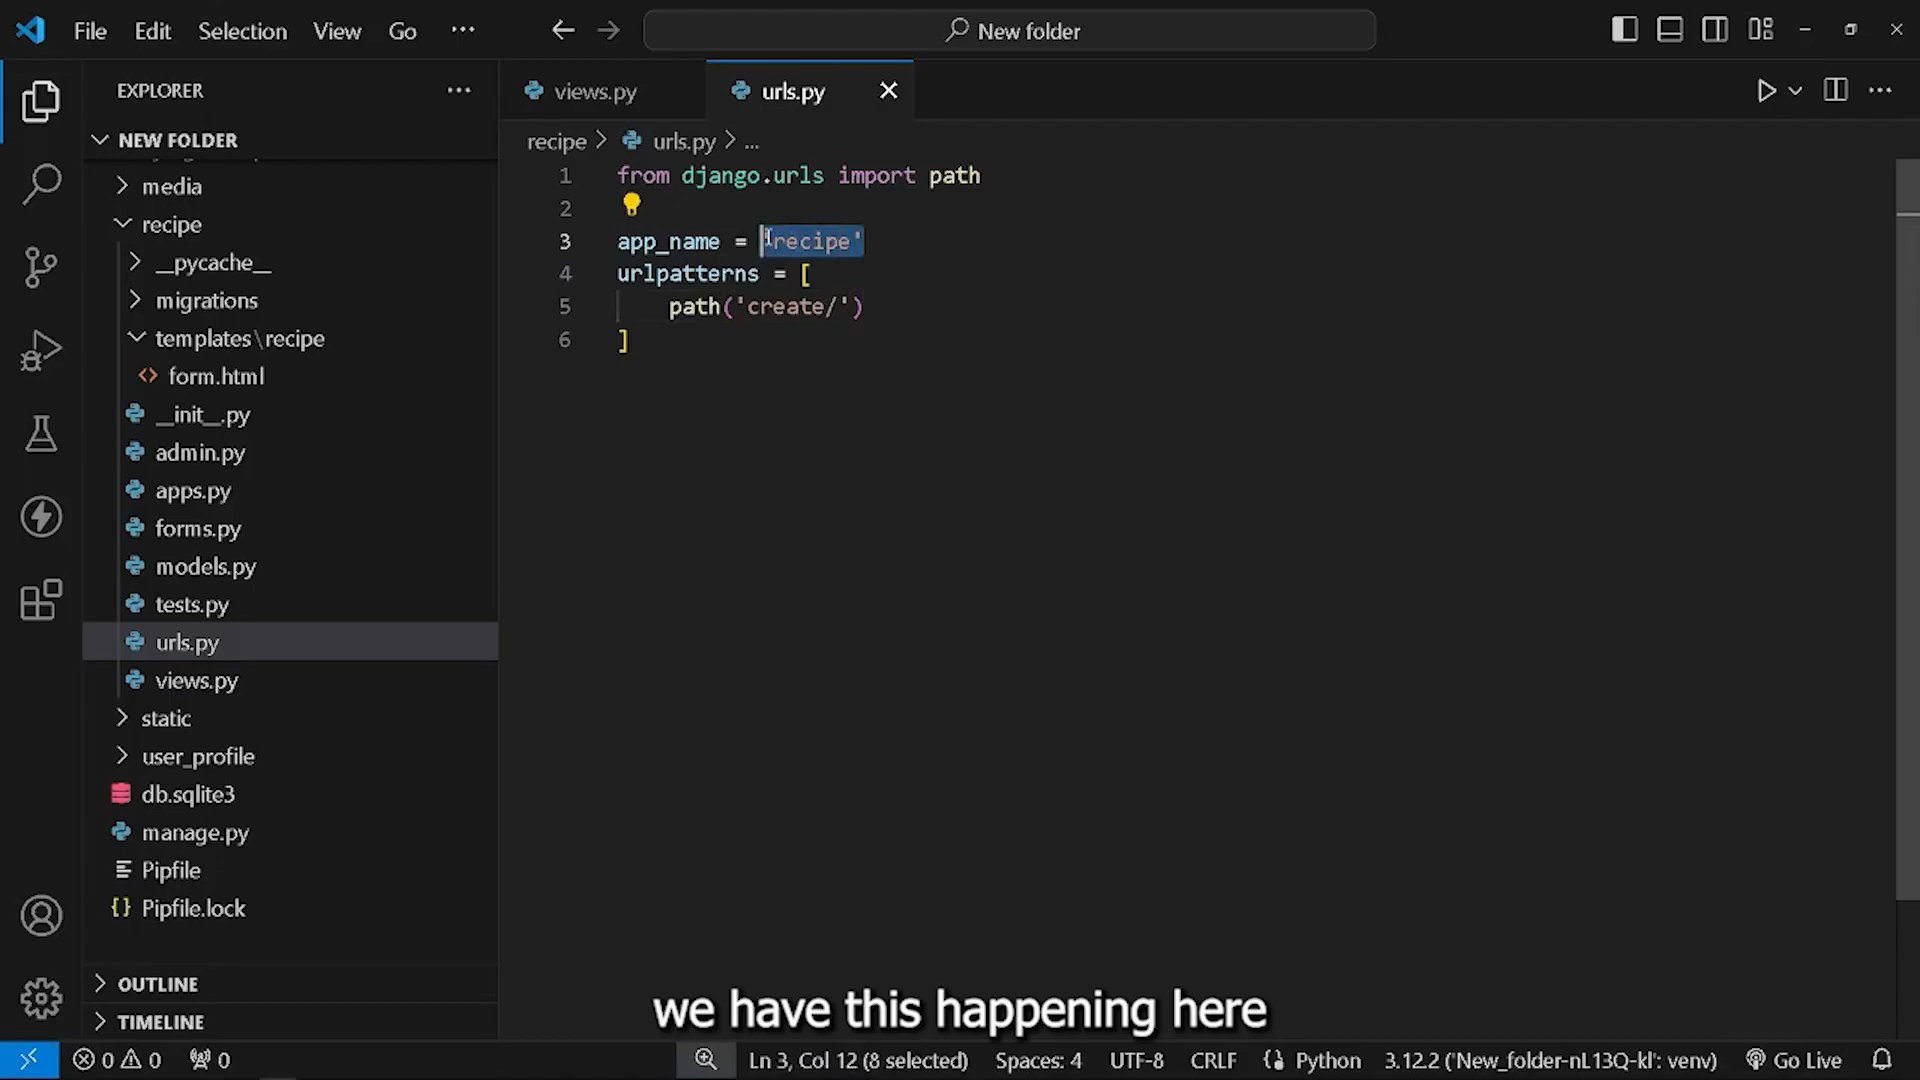 File Edit Selection View Go ... New folder
EXPLORER ...
NEW FOLDER
media
recipe
__pycache__
migrations
templates\recipe
form.html
__init__.py
admin.py
apps.py
forms.py
models.py
tests.py
urls.py
views.py
static
user_profile
db.sqlite3
manage.py
Pipfile
Pipfile.lock
OUTLINE
TIMELINE
views.py urls.py
recipe > urls.py > ...
1 from django.urls import path
2
3 app_name = 'recipe'
4 urlpatterns = [
5 path('create/')
6 ]
we have this happening here
0 0 0 Ln 3, Col 12 (8 selected) Spaces: 4 UTF-8 CRLF Python 3.12.2 ('New_folder-nL13Q-kl': venv) Go Live